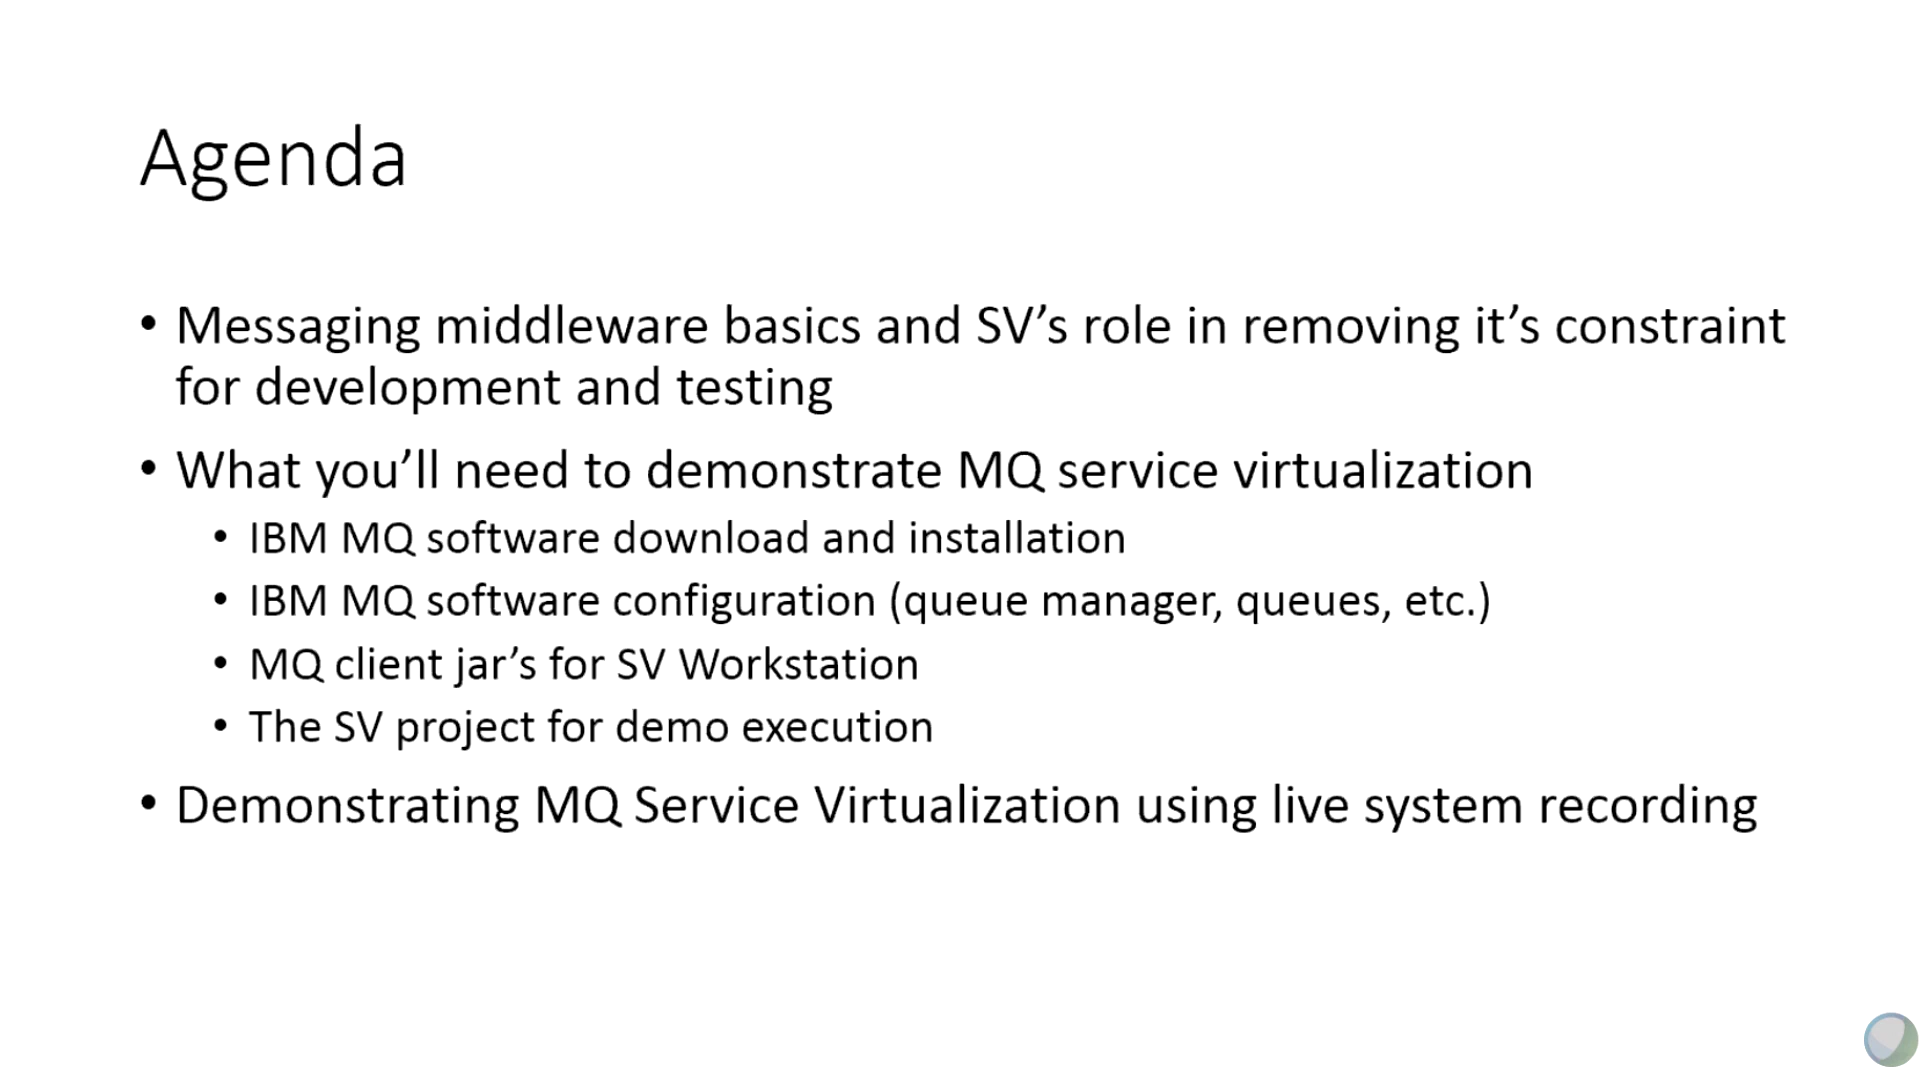 Agenda
• Messaging middleware basics and SV’s role in removing it’s constraint
for development and testing
• What you’ll need to demonstrate MQ service virtualization
• IBM MQ software download and installation
• IBM MQ software configuration (queue manager, queues, etc.)
• MQ client jar’s for SV Workstation
• The SV project for demo execution
• Demonstrating MQ Service Virtualization using live system recording